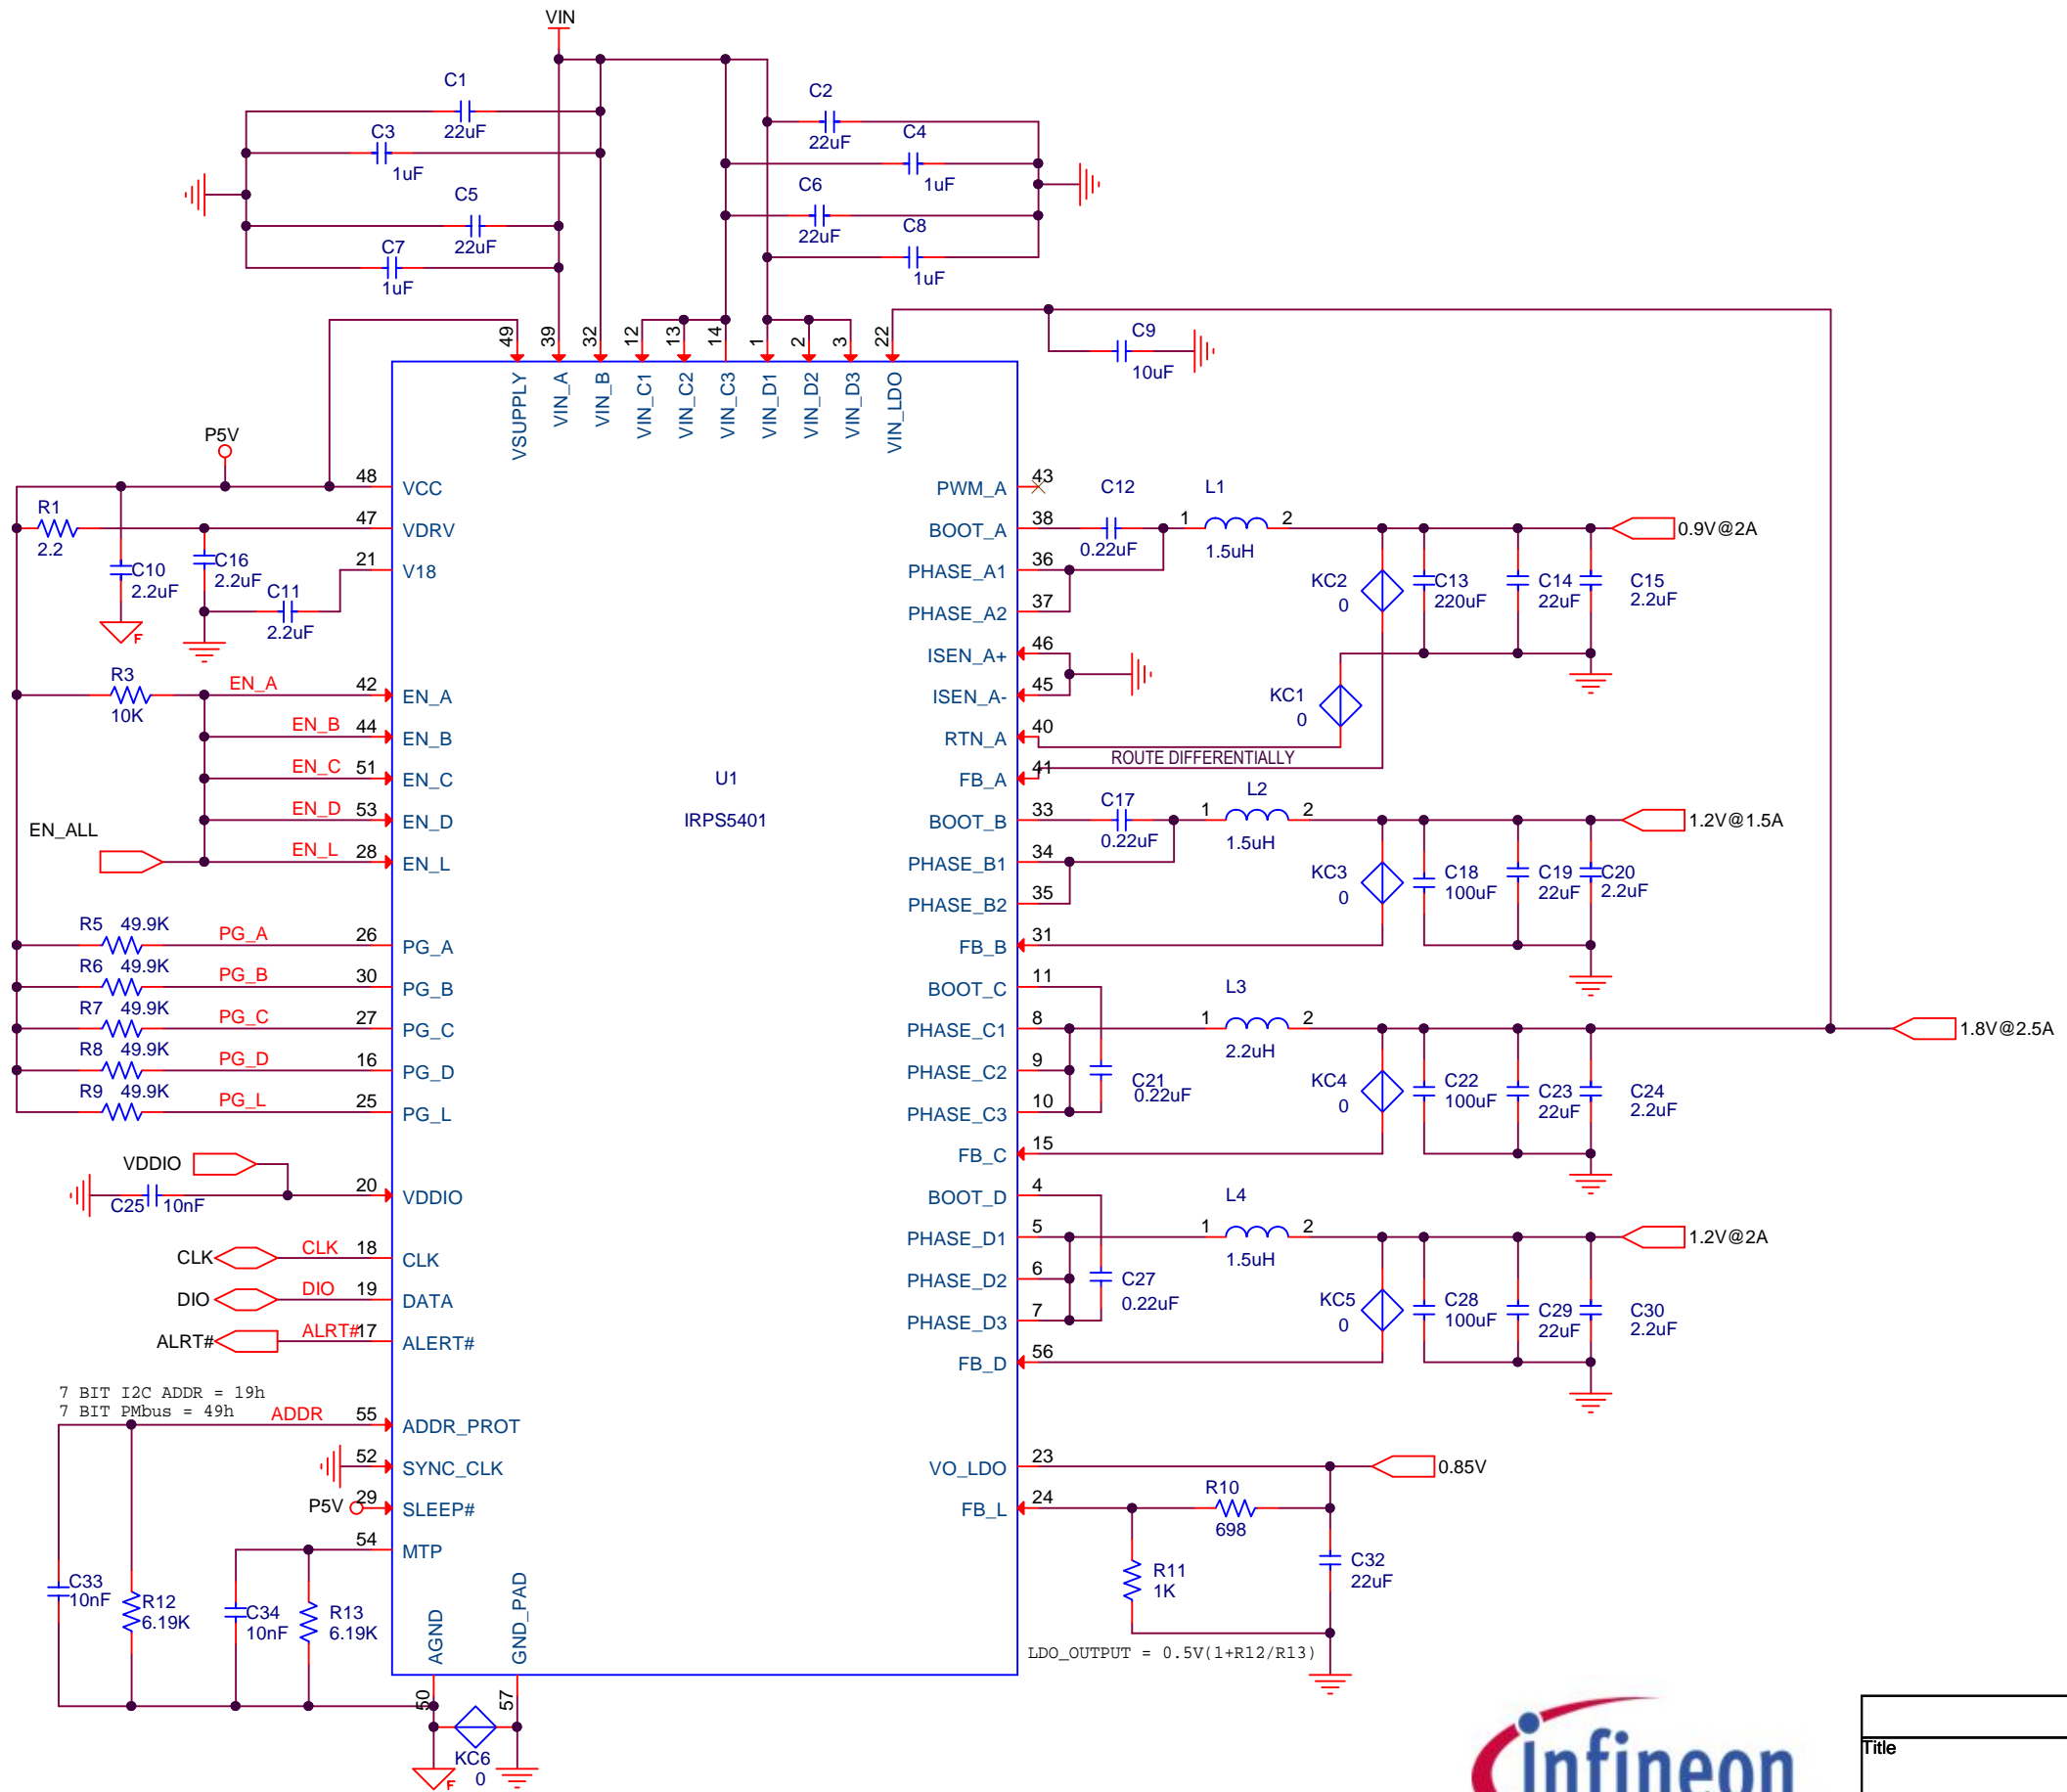 VIN
C1
22uF
C3
1uF
C5
22uF
C7
1uF
C2
22uF
C4
1uF
C6
22uF
C8
1uF
C9
10uF
49 39 32 12 13 14 1 2 3 22
VSUPPLY VIN_A VIN_B VIN_C1 VIN_C2 VIN_C3 VIN_D1 VIN_D2 VIN_D3 VIN_LDO
P5V
48 VCC
R1
2.2
47 VDRV
C16
2.2uF
C10
2.2uF
21 V18
C11
2.2uF
F
R3
10K
EN_A 42 EN_A
EN_B 44 EN_B
EN_C 51 EN_C
EN_D 53 EN_D
EN_ALL
EN_L 28 EN_L
R5 49.9K PG_A 26 PG_A
R6 49.9K PG_B 30 PG_B
R7 49.9K PG_C 27 PG_C
R8 49.9K PG_D 16 PG_D
R9 49.9K PG_L 25 PG_L
VDDIO
C25 10nF
20 VDDIO
CLK CLK 18 CLK
DIO DIO 19 DATA
ALRT# ALRT# 17 ALERT#
7 BIT I2C ADDR = 19h
7 BIT PMbus = 49h
ADDR 55 ADDR_PROT
52 SYNC_CLK
P5V 29 SLEEP#
54 MTP
C33
10nF
R12
6.19K
C34
10nF
R13
6.19K
AGND GND_PAD
50 57
KC6
0
F
U1
IRPS5401
PWM_A 43
BOOT_A 38
C12
0.22uF
L1
1 2
1.5uH
0.9V@2A
PHASE_A1 36
PHASE_A2 37
KC2
0
C13
220uF
C14
22uF
C15
2.2uF
ISEN_A+ 46
ISEN_A- 45
KC1
0
RTN_A 40
ROUTE DIFFERENTIALLY
FB_A 41
BOOT_B 33
C17
0.22uF
L2
1 2
1.5uH
1.2V@1.5A
PHASE_B1 34
PHASE_B2 35
KC3
0
C18
100uF
C19
22uF
C20
2.2uF
FB_B 31
BOOT_C 11
L3
1 2
2.2uH
1.8V@2.5A
PHASE_C1 8
PHASE_C2 9
PHASE_C3 10
C21
0.22uF
KC4
0
C22
100uF
C23
22uF
C24
2.2uF
FB_C 15
BOOT_D 4
L4
1 2
1.5uH
1.2V@2A
PHASE_D1 5
PHASE_D2 6
PHASE_D3 7
C27
0.22uF
KC5
0
C28
100uF
C29
22uF
C30
2.2uF
FB_D 56
VO_LDO 23
0.85V
FB_L 24
R10
698
R11
1K
C32
22uF
LDO_OUTPUT = 0.5V(1+R12/R13)
infineon
Title